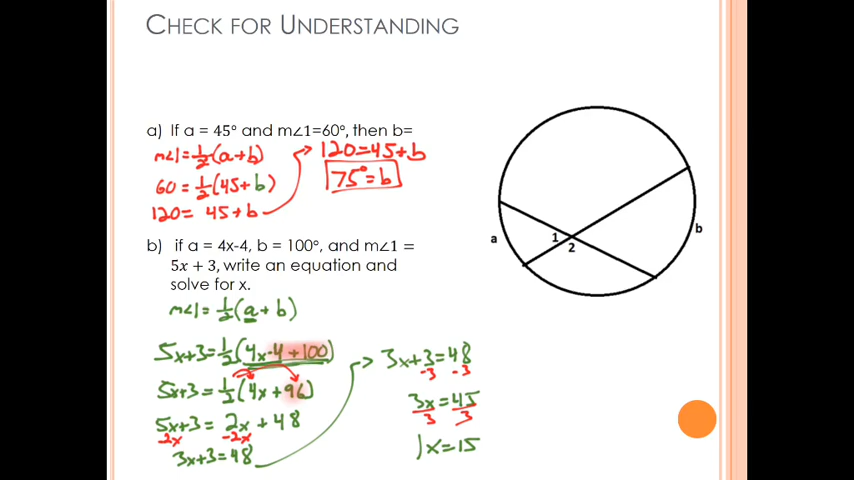 CHECK FOR UNDERSTANDING
a) If a = 45° and m∠1=60°, then b=
m∠1=½(a+b)
60=½(45+b)
120= 45+b
120=45+b
75°=b
b) if a = 4x-4, b = 100°, and m∠1 =
5x + 3, write an equation and
solve for x.
m∠1=½(a+b)
5x+3=½(4x-4+100)
5x+3=½(4x+96)
5x+3= 2x+48
-2x -2x
3x+3=48
3x+3=48
-3 -3
3x=45
3 3
x=15
a
1
2
b